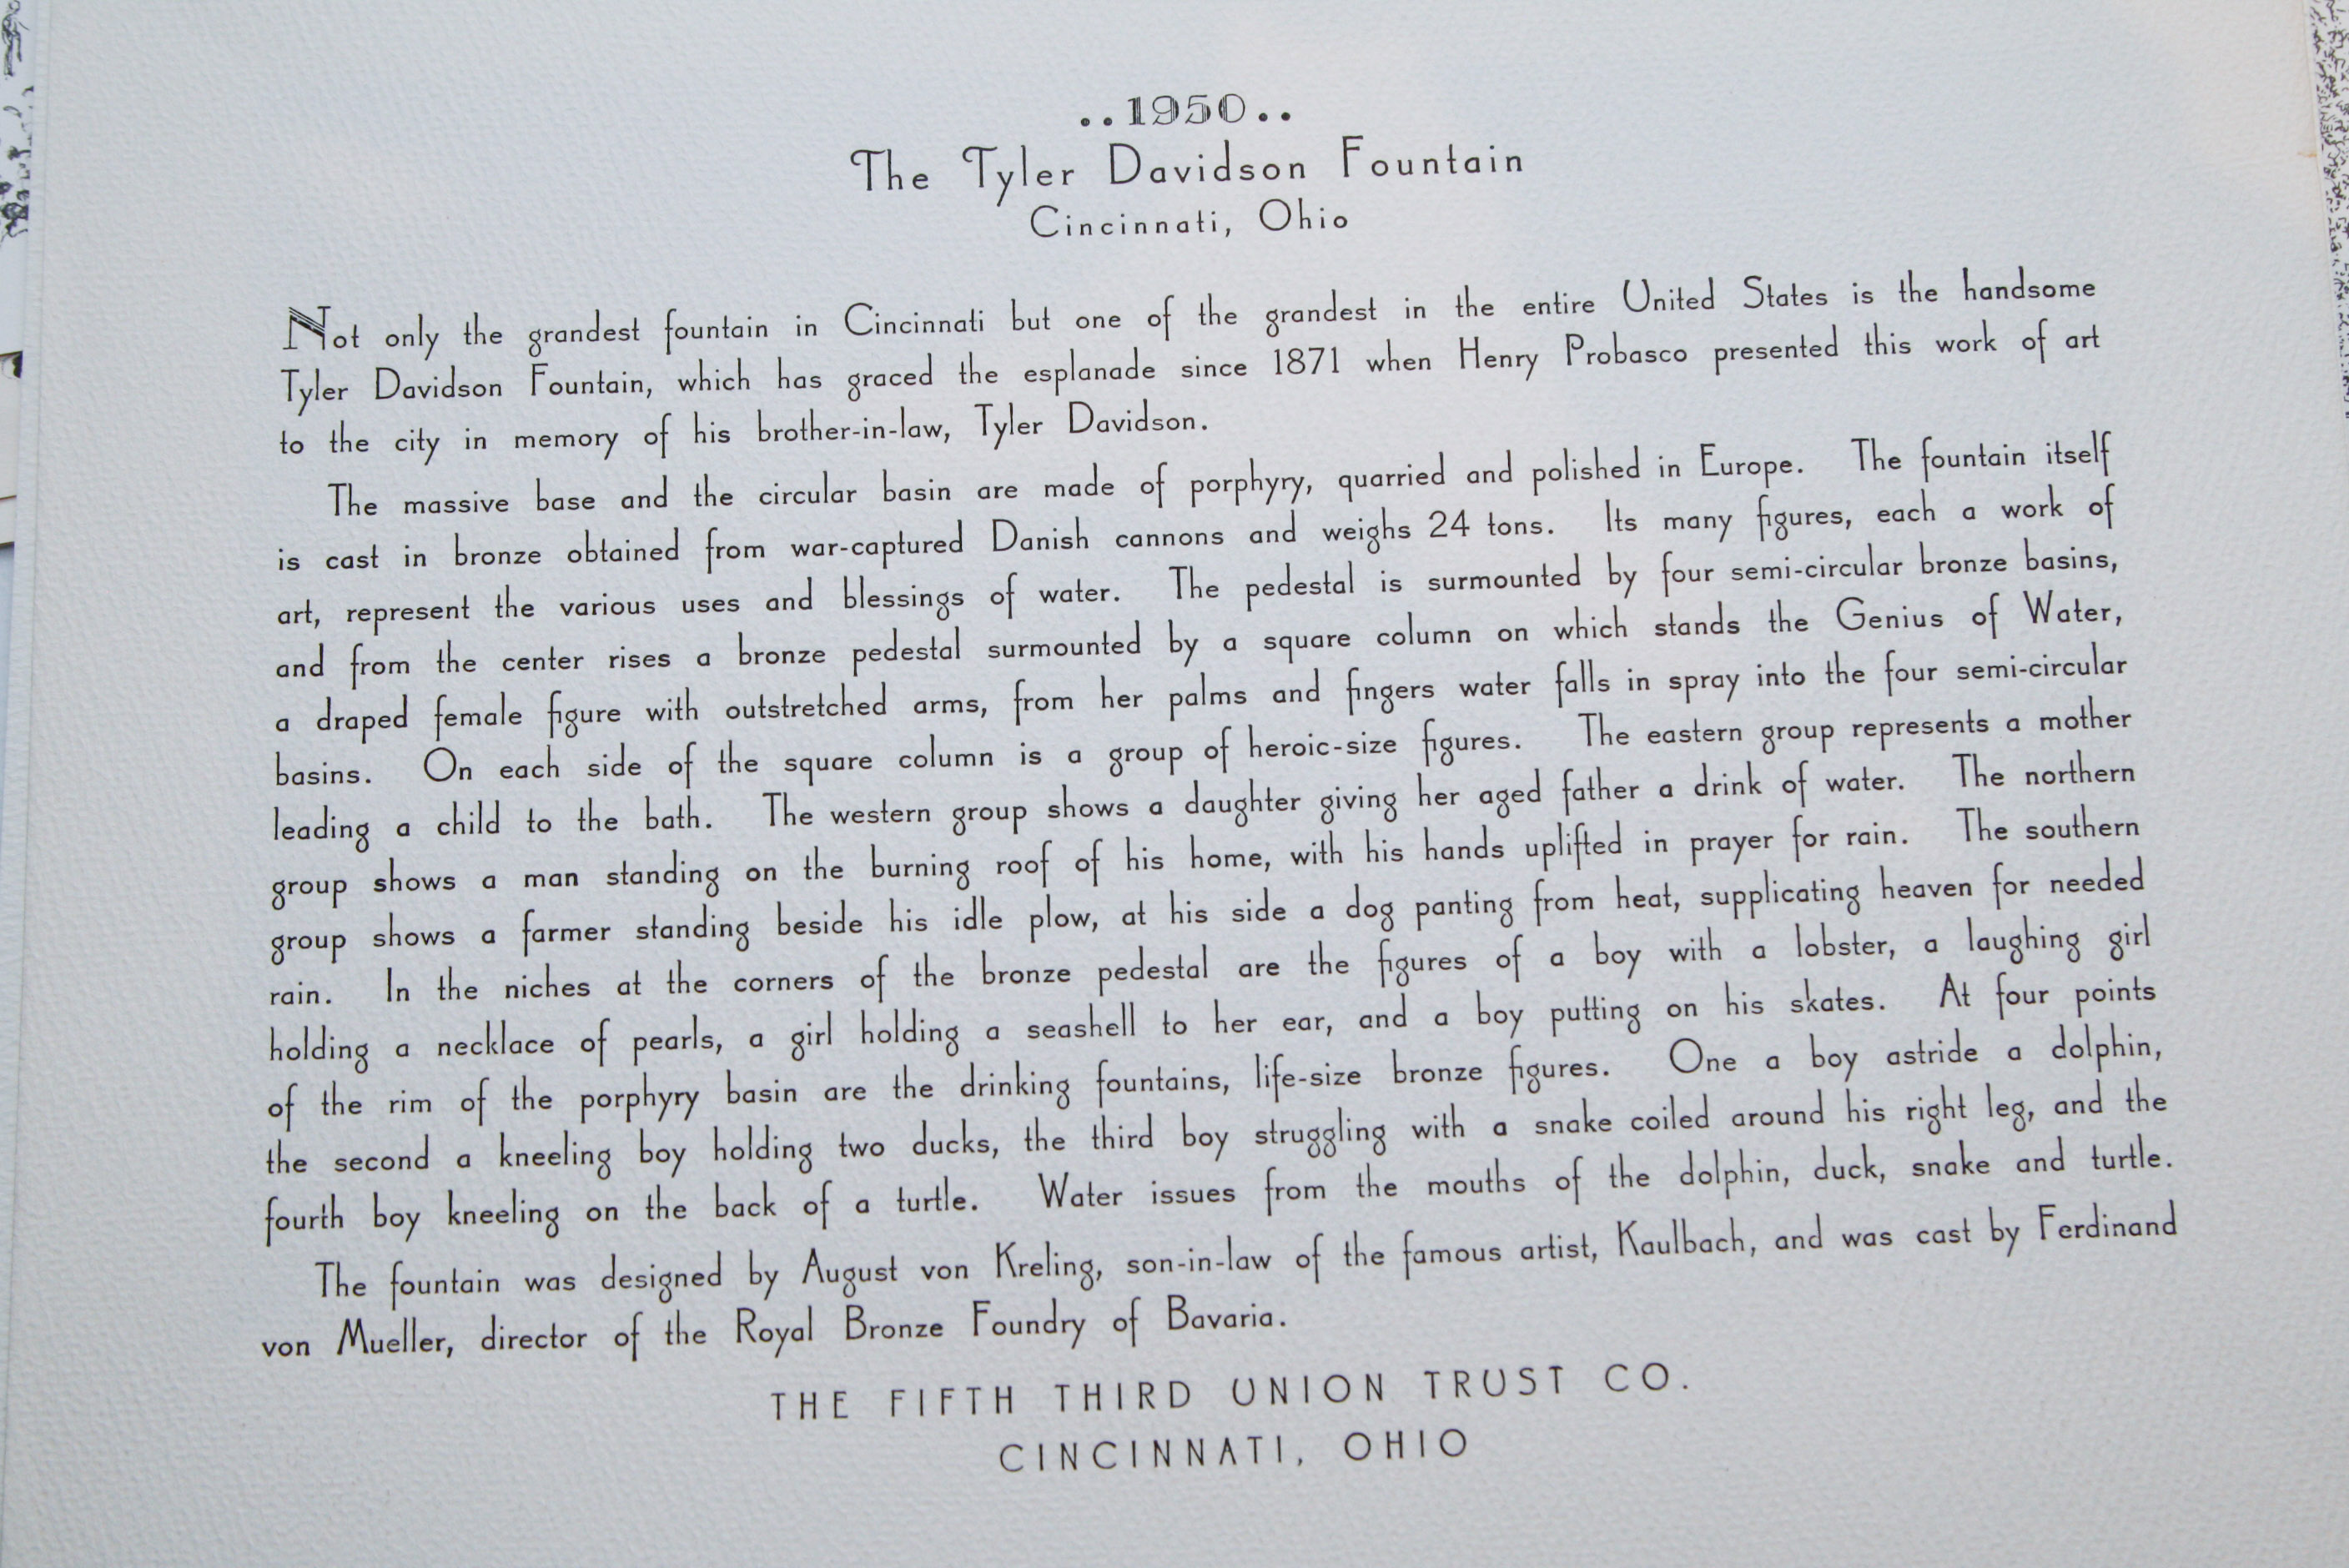 ..1950..
The Tyler Davidson Fountain
Cincinnati, Ohio
Not only the grandest fountain in Cincinnati but one of the grandest in the entire United States is the handsome
Tyler Davidson Fountain, which has graced the esplanade since 1871 when Henry Probasco presented this work of art
to the city in memory of his brother-in-law, Tyler Davidson.
The massive base and the circular basin are made of porphyry, quarried and polished in Europe. The fountain itself
is cast in bronze obtained from war-captured Danish cannons and weighs 24 tons. Its many figures, each a work of
art, represent the various uses and blessings of water. The pedestal is surmounted by four semi-circular bronze basins,
and from the center rises a bronze pedestal surmounted by a square column on which stands the Genius of Water,
a draped female figure with outstretched arms, from her palms and fingers water falls in spray into the four semi-circular
basins. On each side of the square column is a group of heroic-size figures. The eastern group represents a mother
leading a child to the bath. The western group shows a daughter giving her aged father a drink of water. The northern
group shows a man standing on the burning roof of his home, with his hands uplifted in prayer for rain. The southern
group shows a farmer standing beside his idle plow, at his side a dog panting from heat, supplicating heaven for needed
rain. In the niches at the corners of the bronze pedestal are the figures of a boy with a lobster, a laughing girl
holding a necklace of pearls, a girl holding a seashell to her ear, and a boy putting on his skates. At four points
of the rim of the porphyry basin are the drinking fountains, life-size bronze figures. One a boy astride a dolphin,
the second a kneeling boy holding two ducks, the third boy struggling with a snake coiled around his right leg, and the
fourth boy kneeling on the back of a turtle. Water issues from the mouths of the dolphin, duck, snake and turtle.
The fountain was designed by August von Kreling, son-in-law of the famous artist, Kaulbach, and was cast by Ferdinand
von Mueller, director of the Royal Bronze Foundry of Bavaria.
THE FIFTH THIRD UNION TRUST CO.
CINCINNATI, OHIO